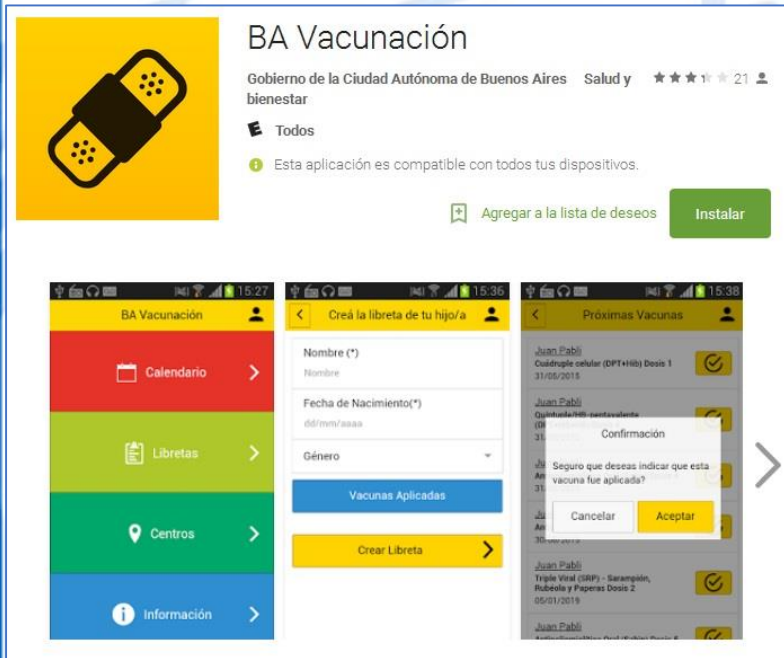 BA Vacunación
Gobierno de la Ciudad Autónoma de Buenos Aires Salud y 21
bienestar
E Todos
Esta aplicación es compatible con todos tus dispositivos.
Agregar a la lista de deseos Instalar
15:27
BA Vacunación
Calendario
Libretas
Centros
Información
15:36
Creá la libreta de tu hijo/a
Nombre (*)
Nombre
Fecha de Nacimiento(*)
dd/mm/aaaa
Género
Vacunas Aplicadas
Crear Libreta
15:38
Próximas Vacunas
Juan Pabli
Cuádruple celular (DPT+Hib) Dosis 1
31/05/2015
Juan Pabli
Quíntuple/HB-pentavalente
Confirmación
Seguro que deseas indicar que esta
vacuna fue aplicada?
Cancelar Aceptar
Juan Pabli
Triple Viral (SRP) - Sarampión,
Rubéola y Paperas Dosis 2
05/01/2019
Juan Pabli